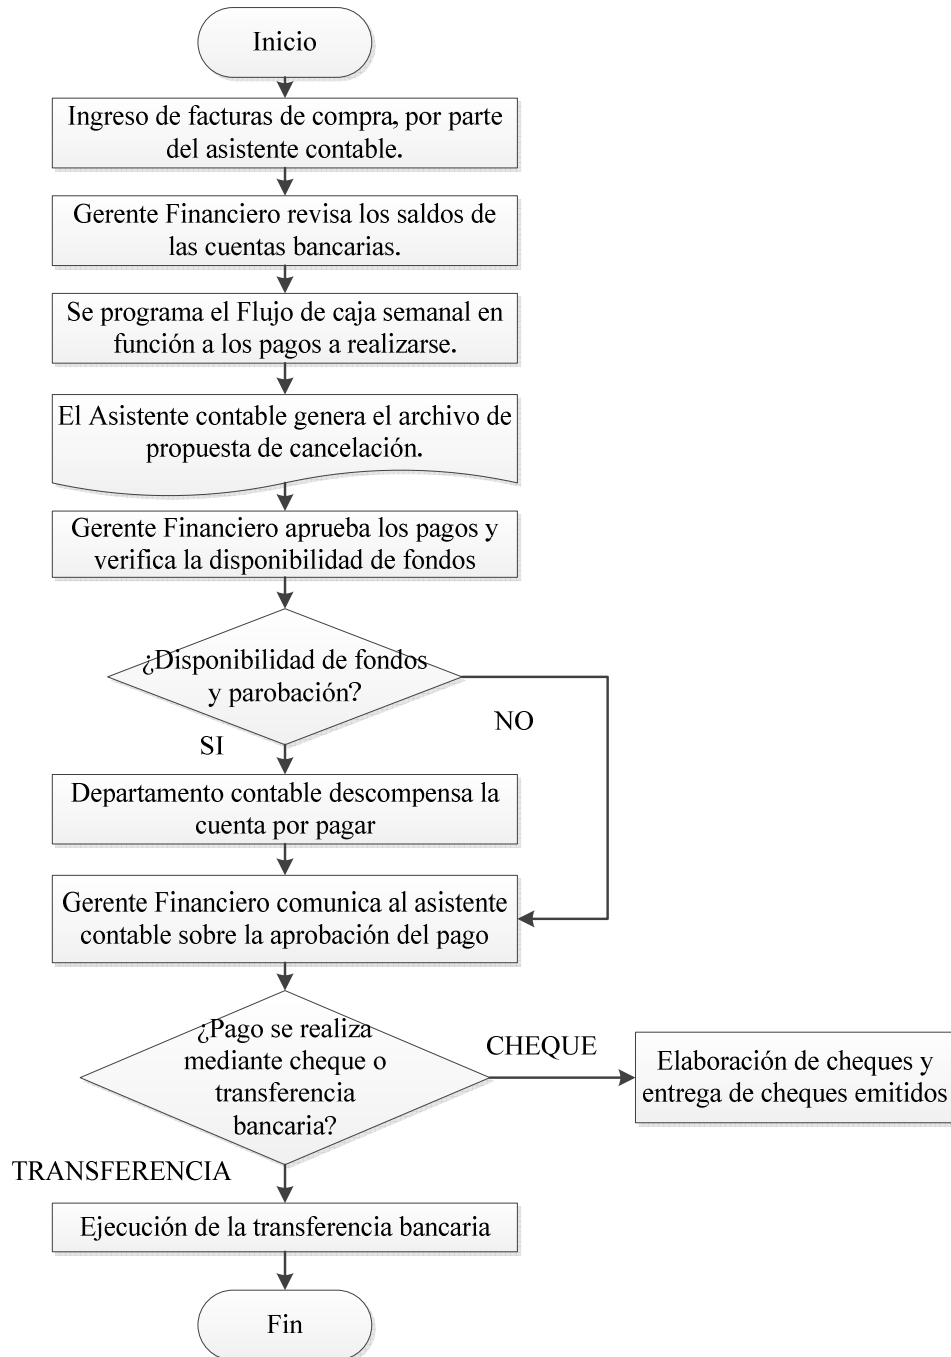 Inicio
Ingreso de facturas de compra, por parte
del asistente contable.
Gerente Financiero revisa los saldos de
las cuentas bancarias.
Se programa el Flujo de caja semanal en
función a los pagos a realizarse.
El Asistente contable genera el archivo de
propuesta de cancelación.
Gerente Financiero aprueba los pagos y
verifica la disponibilidad de fondos
¿Disponibilidad de fondos
y parobación?
NO
SI
Departamento contable descompensa la
cuenta por pagar
Gerente Financiero comunica al asistente
contable sobre la aprobación del pago
¿Pago se realiza
mediante cheque o
transferencia
bancaria?
CHEQUE
Elaboración de cheques y
entrega de cheques emitidos
TRANSFERENCIA
Ejecución de la transferencia bancaria
Fin